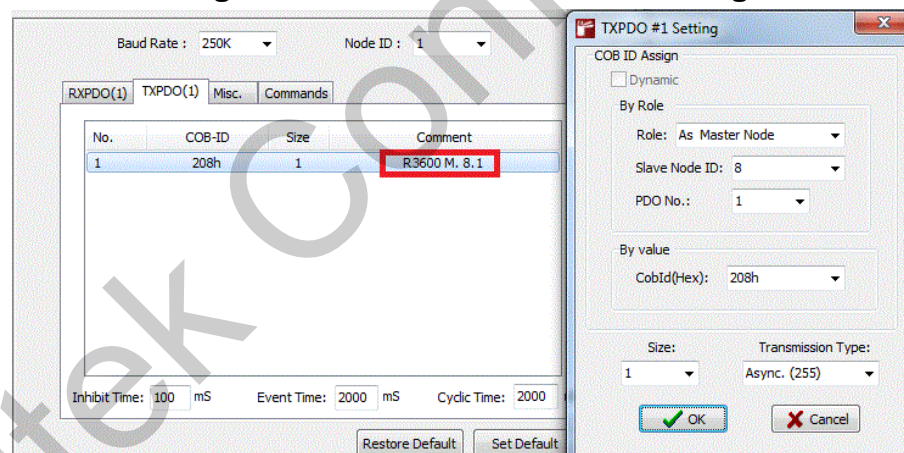 Baud Rate : 250K Node ID : 1
RXPDO(1) TXPDO(1) Misc. Commands
No. COB-ID Size Comment
1 208h 1 R3600 M. 8.1
Inhibit Time: 100 mS Event Time: 2000 mS Cyclic Time: 2000
Restore Default Set Default
TXPDO #1 Setting
COB ID Assign
Dynamic
By Role
Role: As Master Node
Slave Node ID: 8
PDO No.: 1
By value
CobId(Hex): 208h
Size: Transmission Type:
1 Async. (255)
OK Cancel